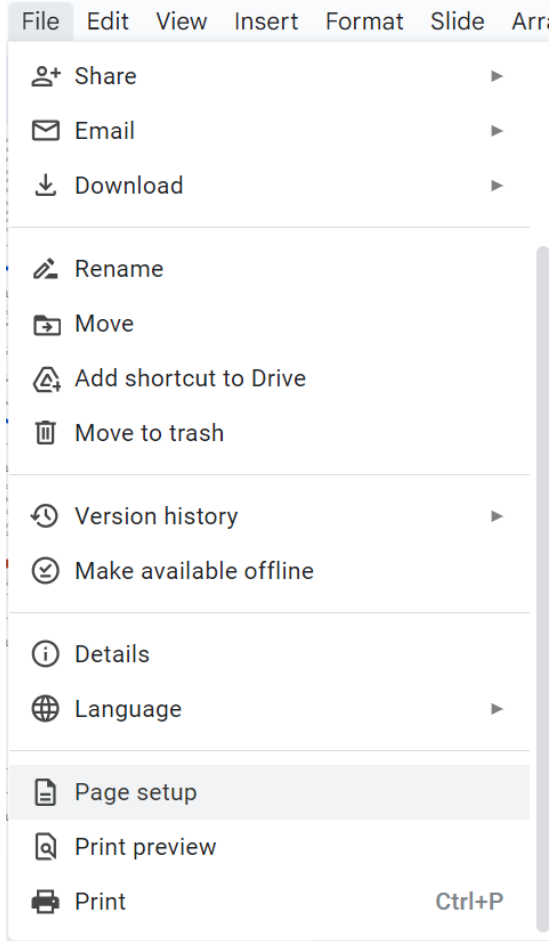 File Edit View Insert Format Slide
Share
Email
Download
Rename
Move
Add shortcut to Drive
Move to trash
Version history
Make available offline
Details
Language
Page setup
Print preview
Print Ctrl+P